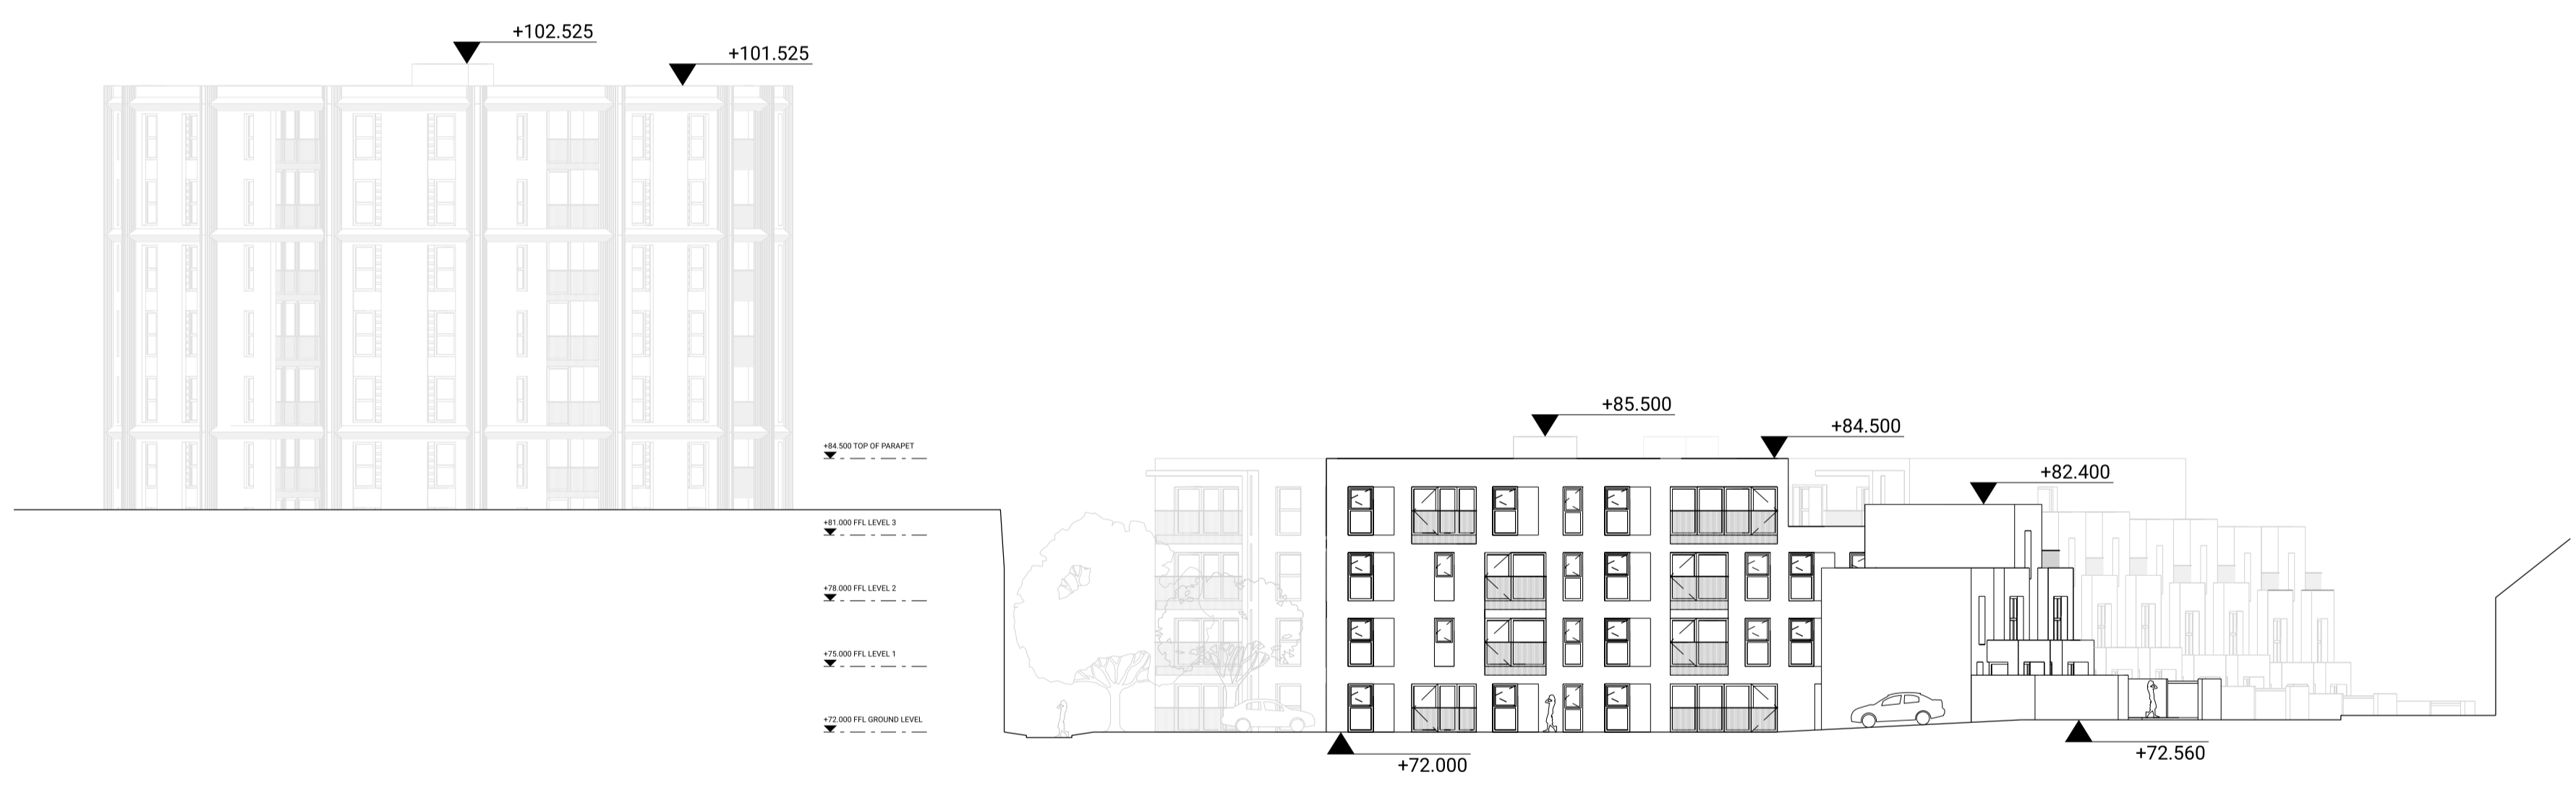 +102.525
+101.525
+85.500
+84.500
+84.500 TOP OF PARAPET
+82.400
+81.000 FFL LEVEL 3
+78.000 FFL LEVEL 2
+75.000 FFL LEVEL 1
+72.000 FFL GROUND LEVEL
+72.560
+72.000